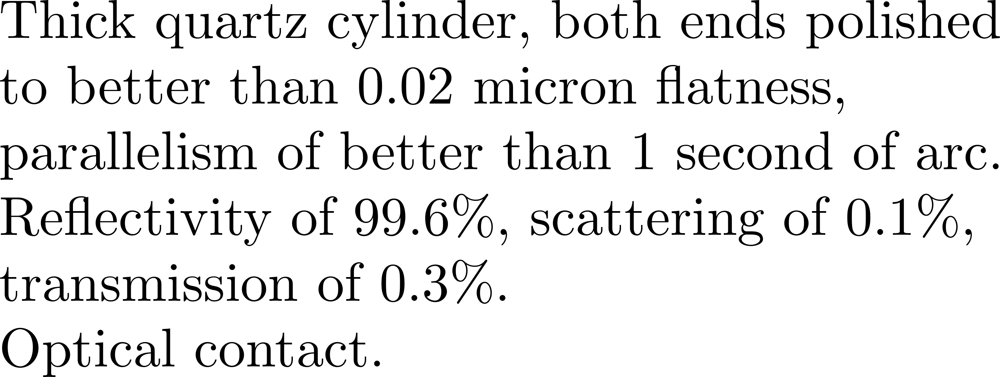 Thick quartz cylinder, both ends polished
to better than 0.02 micron flatness,
parallelism of better than 1 second of arc.
Reflectivity of 99.6%, scattering of 0.1%,
transmission of 0.3%.
Optical contact.